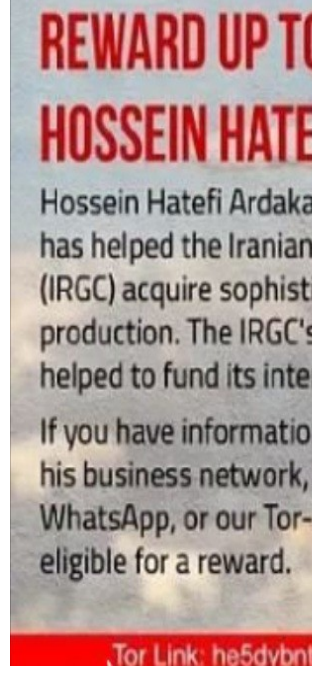 REWARD UP TO
HOSSEIN HATE
Hossein Hatefi Ardaka
has helped the Iranian
(IRGC) acquire sophist
production. The IRGC's
helped to fund its inte
If you have informatio
his business network,
WhatsApp, or our Tor-
eligible for a reward.
Tor Link: he5dybnt